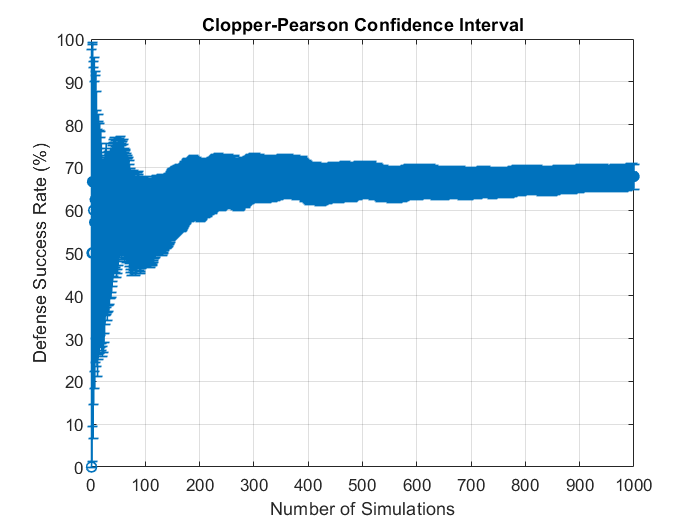 Clopper-Pearson Confidence Interval
100
90
80
70
60
50
40
30
20
10
0
Defense Success Rate (%)
0 100 200 300 400 500 600 700 800 900 1000
Number of Simulations